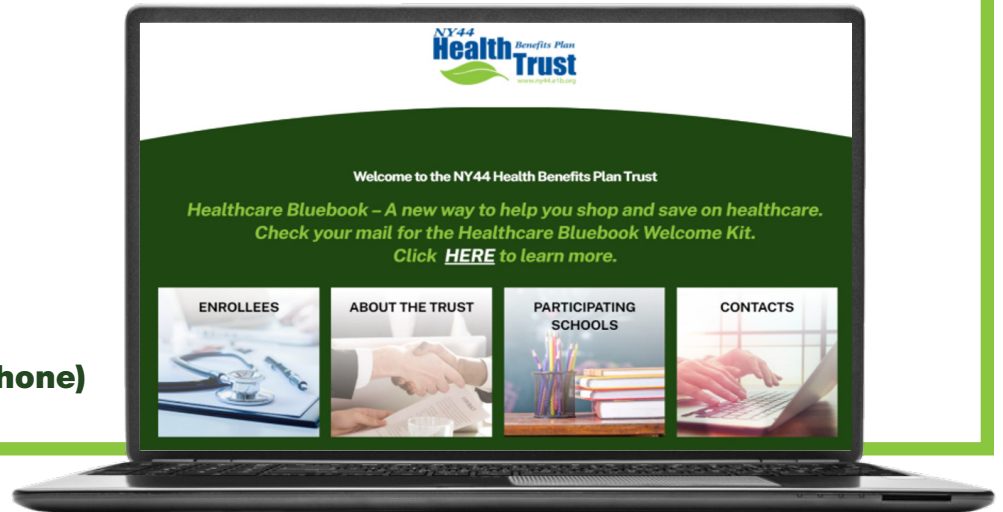 NY44
Health Benefits Plan
Trust
www.ny44.e1b.org
Welcome to the NY44 Health Benefits Plan Trust
Healthcare Bluebook – A new way to help you shop and save on healthcare.
Check your mail for the Healthcare Bluebook Welcome Kit.
Click HERE to learn more.
ENROLLEES
ABOUT THE TRUST
PARTICIPATING
SCHOOLS
CONTACTS
hone)